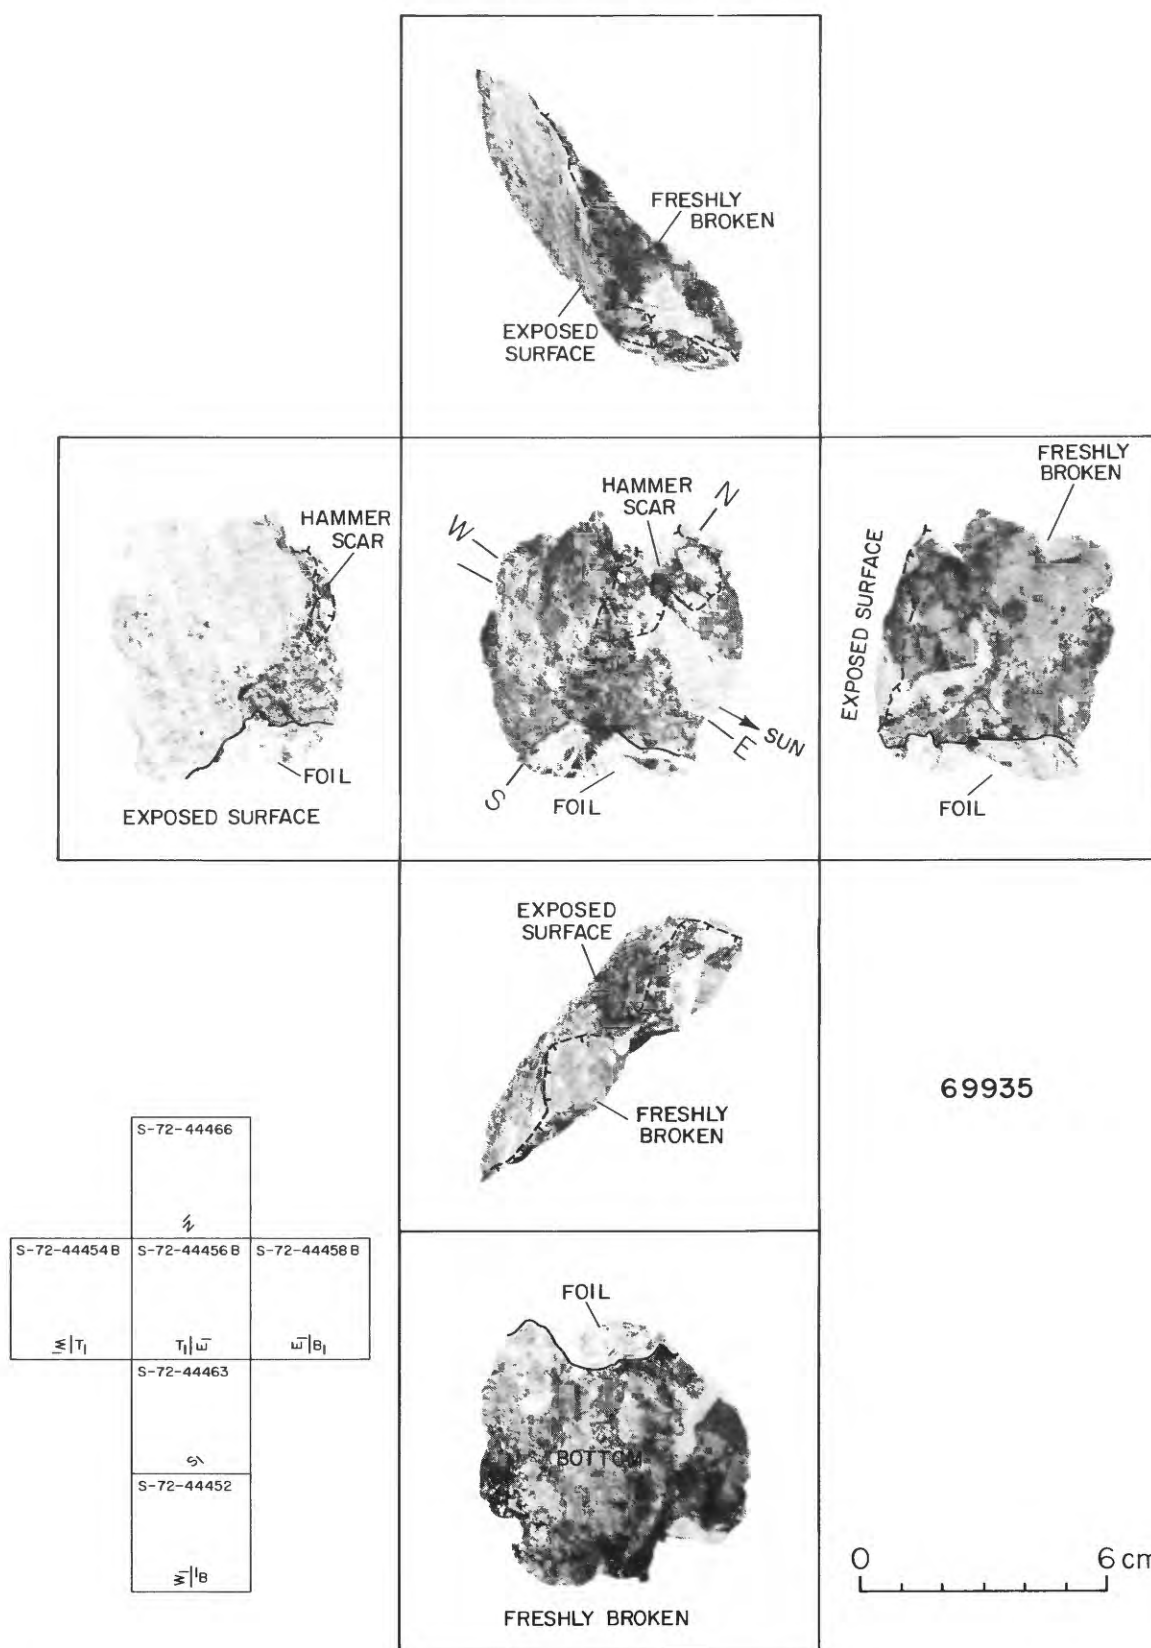 FRESHLY
BROKEN
EXPOSED
SURFACE
HAMMER
SCAR
FOIL
EXPOSED SURFACE
W
HAMMER
SCAR
N
SUN
E
S
FOIL
FRESHLY
BROKEN
EXPOSED SURFACE
FOIL
EXPOSED
SURFACE
FRESHLY
BROKEN
69935
S-72-44466
N
S-72-44454 B
W T
S-72-44456 B
T E
S-72-44458 B
E B
S-72-44463
S
S-72-44452
W B
FOIL
BOTTOM
FRESHLY BROKEN
0 6 cm